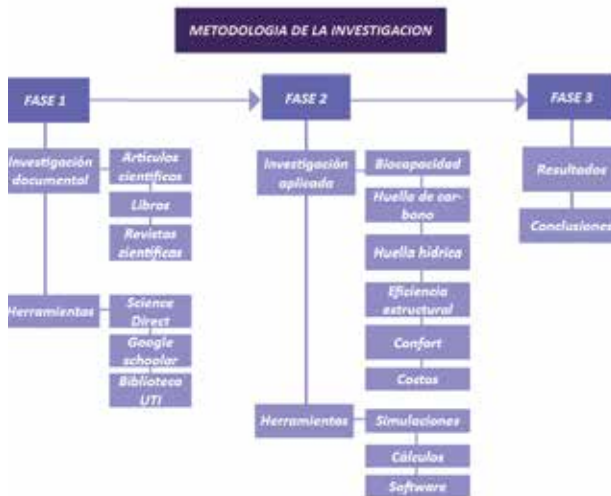 METODOLOGIA DE LA INVESTIGACION
FASE 1
Investigación
documental
Artículos
científicos
Libros
Revistas
científicas
Herramientas
Science
Direct
Google
schoolar
Biblioteca
UTI
FASE 2
Investigación
aplicada
Biocapacidad
Huella de car-
bono
Huella hídrica
Eficiencia
estructural
Confort
Costos
Herramientas
Simulaciones
Cálculos
Software
FASE 3
Resultados
Conclusiones